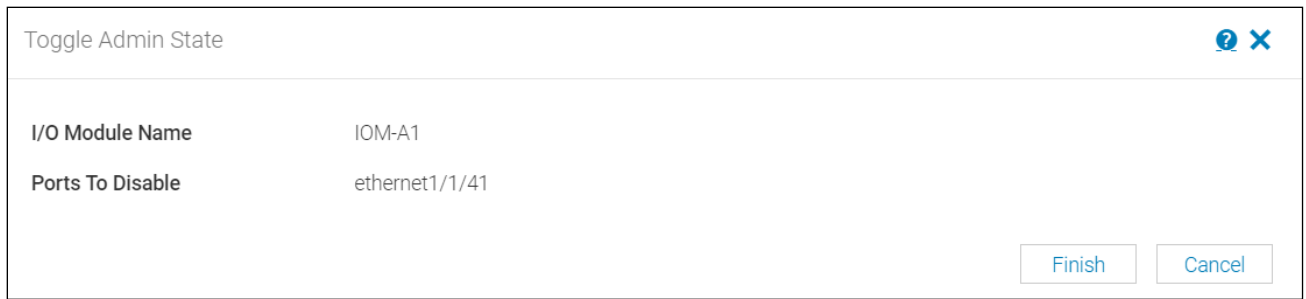 Toggle Admin State ?
I/O Module Name IOM-A1
Ports To Disable ethernet1/1/41
Finish Cancel